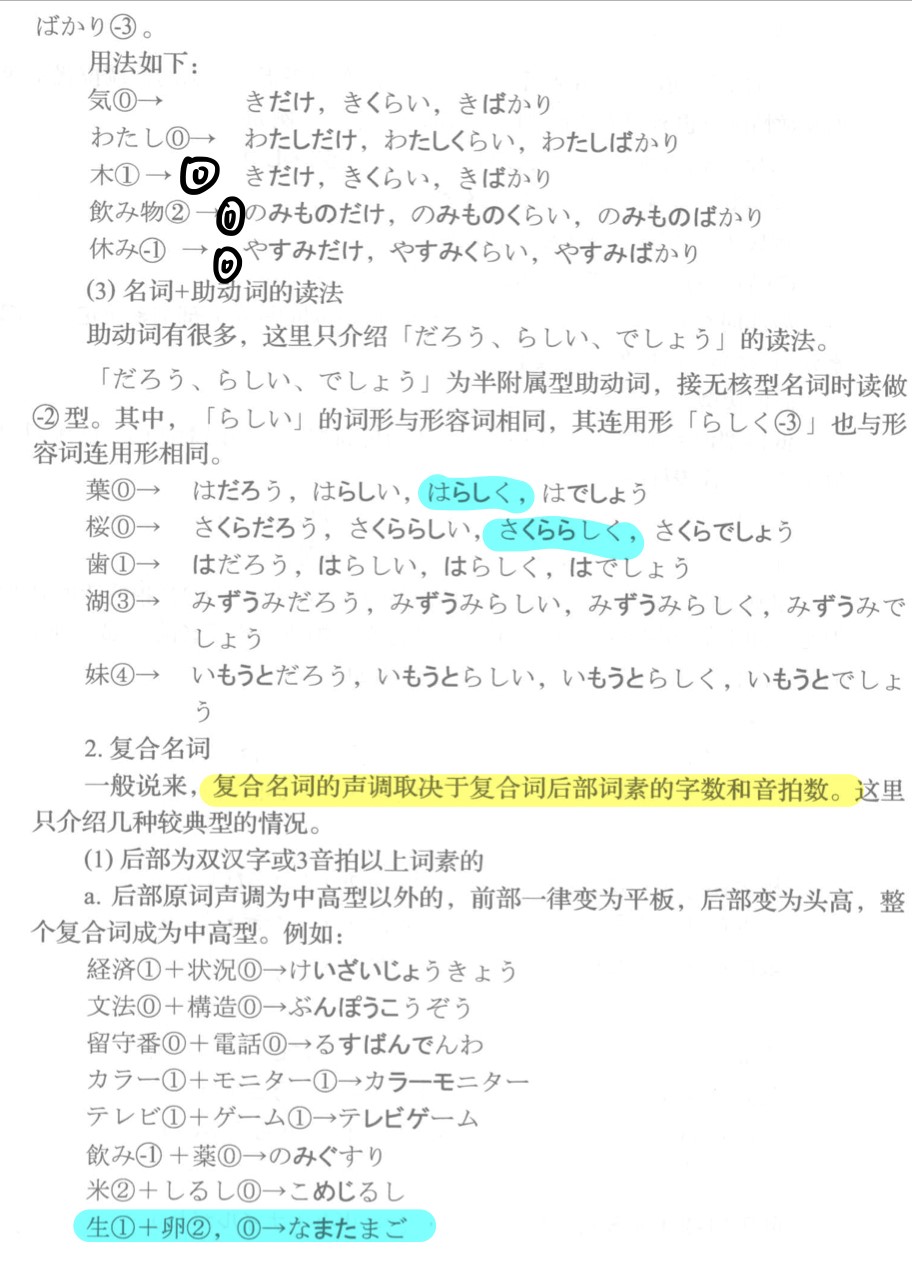 ばかり㊀3。
用法如下：
気⓪→ きだけ，きくらい，きばかり
わたし⓪→ わたしだけ，わたしくらい，わたしばかり
木①→ ⓪ きだけ，きくらい，きばかり
飲み物②→ ⓪ のみものだけ，のみものくらい，のみものばかり
休み-1→ ⓪ やすみだけ，やすみくらい，やすみばかり
(3) 名词+助动词的读法
助动词有很多，这里只介绍「だろう、らしい、でしょう」的读法。
「だろう、らしい、でしょう」为半附属型助动词，接无核型名词时读做
-2型。其中，「らしい」的词形与形容词相同，其连用形「らしく-3」也与形
容词连用形相同。
葉⓪→ はだろう，はらしい，はらしく，はでしょう
桜⓪→ さくらだろう，さくららしい，さくららしく，さくらでしょう
歯①→ はだろう，はらしい，はらしく，はでしょう
湖③→ みずうみだろう，みずうみらしい，みずうみらしく，みずうみで
しょう
妹④→ いもうとだろう，いもうとらしい，いもうとらしく，いもうとでしょ
う
2. 复合名词
一般说来，复合名词的声调取决于复合词后部词素的字数和音拍数。这里
只介绍几种较典型的情况。
(1) 后部为双汉字或3音拍以上词素的
a. 后部原词声调为中高型以外的，前部一律变为平板，后部变为头高，整
个复合词成为中高型。例如：
経済①＋状況⓪→けいざいじょうきょう
文法⓪＋構造⓪→ぶんぽうこうぞう
留守番⓪＋電話⓪→るすばんでんわ
カラー①＋モニター①→カラーモニター
テレビ①＋ゲーム①→テレビゲーム
飲み-1＋薬⓪→のみぐすり
米②＋しるし⓪→こめじるし
生①＋卵②，⓪→なまたまご